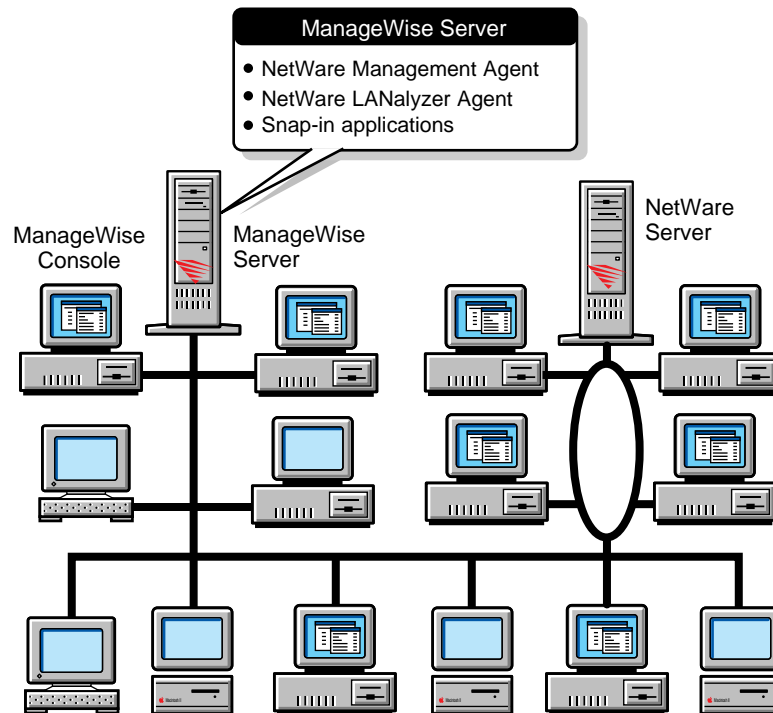 ManageWise Server
• NetWare Management Agent
• NetWare LANalyzer Agent
• Snap-in applications
ManageWise
Console
ManageWise
Server
NetWare
Server